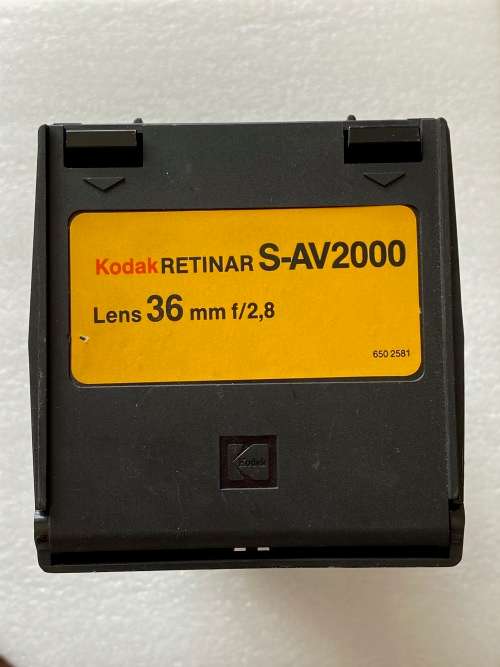 Kodak RETINAR S-AV2000
Lens 36 mm f/2,8
650 2581
Kodak